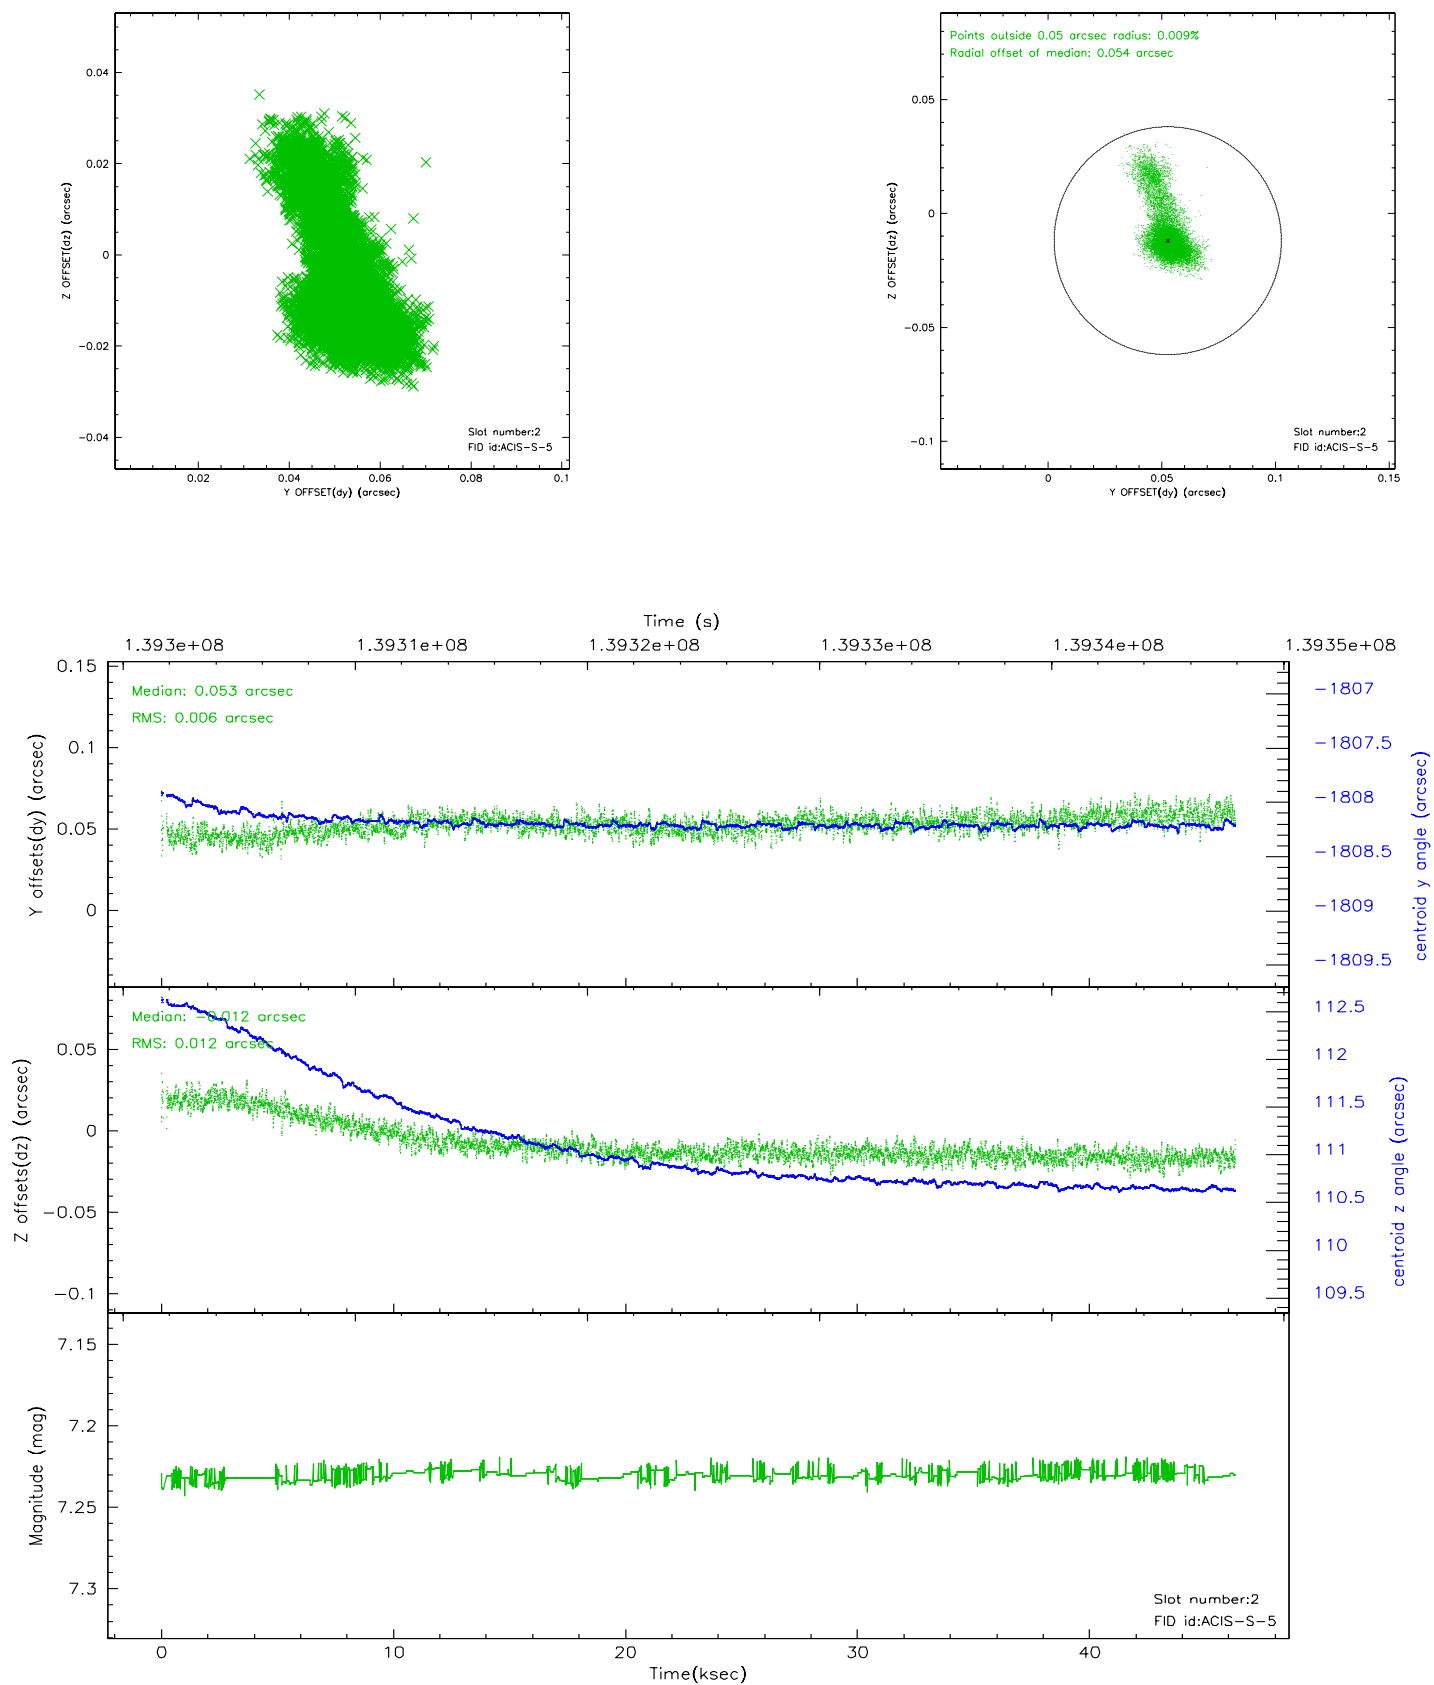 0.04
0.02
0
−0.02
−0.04
Z OFFSET(dz) (arcsec)
Slot number:2
FID id:ACIS−S−5
0.02 0.04 0.06 0.08 0.1
Y OFFSET(dy) (arcsec)
Points outside 0.05 arcsec radius: 0.009%
Radial offset of median: 0.054 arcsec
0.05
0
−0.05
−0.1
Z OFFSET(dz) (arcsec)
Slot number:2
FID id:ACIS−S−5
0 0.05 0.1 0.15
Y OFFSET(dy) (arcsec)
Time (s)
1.393e+08 1.3931e+08 1.3932e+08 1.3933e+08 1.3934e+08 1.3935e+08
0.15
0.1
0.05
0
Y offsets(dy) (arcsec)
Median: 0.053 arcsec
RMS: 0.006 arcsec
−1807
−1807.5
−1808
−1808.5
−1809
−1809.5
centroid y angle (arcsec)
0.05
0
−0.05
−0.1
Z offsets(dz) (arcsec)
Median: −0.012 arcsec
RMS: 0.012 arcsec
112.5
112
111.5
111
110.5
110
109.5
centroid z angle (arcsec)
7.15
7.2
7.25
7.3
Magnitude (mag)
Slot number:2
FID id:ACIS−S−5
0 10 20 30 40
Time(ksec)